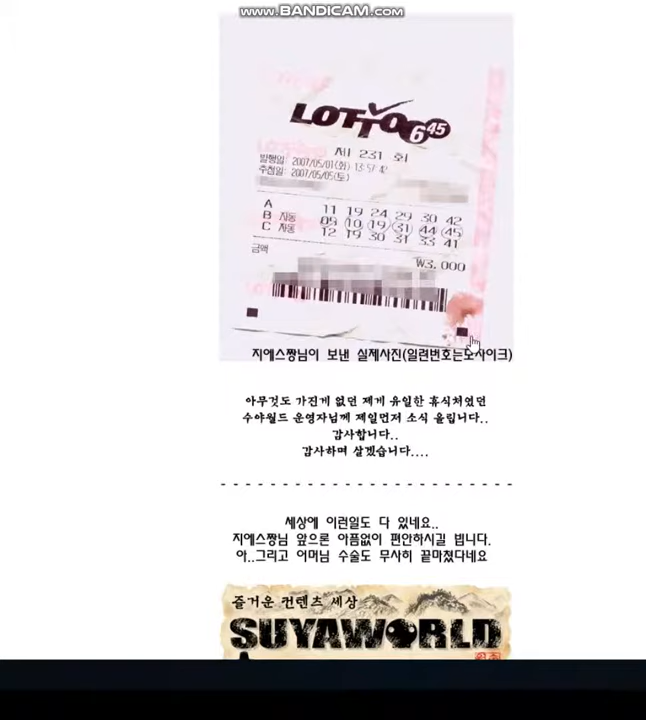 www.BANDICAM.com
LOTTO 6 45
제 231 회
발행일: 2007/05/01(화) 13:57:42
추첨일: 2007/05/05(토)
A 11 19 24 29 30 42
B 자동 05 10 19 31 44 45
C 자동 12 19 30 31 33 41
금액 ₩3,000
지에스짱님이 보낸 실제사진(일련번호는모자이크)
아무것도 가진게 없던 제게 유일한 휴식처였던
수야월드 운영자님께 제일먼저 소식 올립니다..
감사합니다..
감사하며 살겠습니다....
세상에 이런일도 다 있네요..
지에스짱님 앞으론 아픔없이 편안하시길 빕니다.
아..그리고 어머님 수술도 무사히 끝마쳤다네요
즐거운 컨텐츠 세상
SUYAWORLD